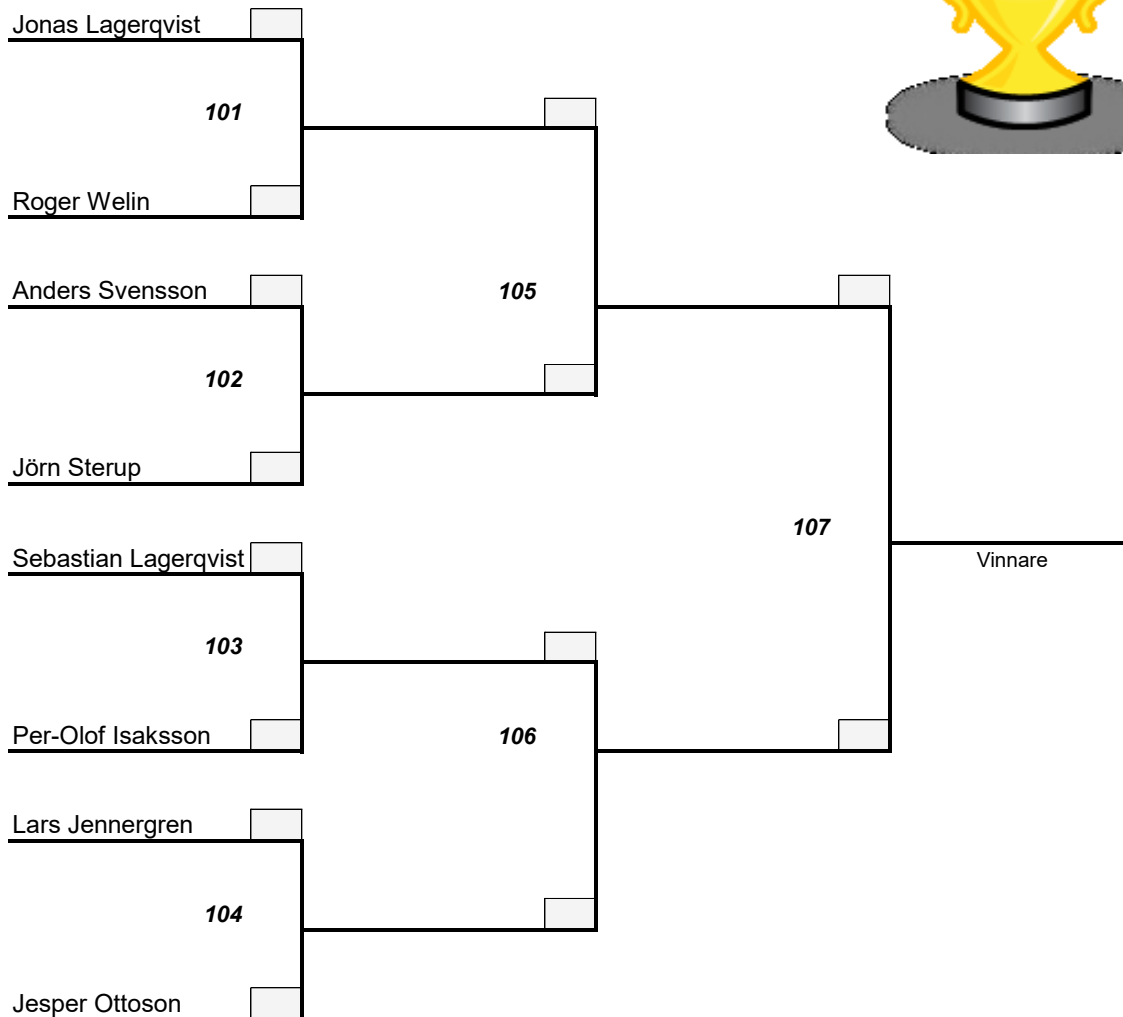 Jonas Lagerqvist
101
Roger Welin
Anders Svensson
105
102
Jörn Sterup
107
Sebastian Lagerqvist
Vinnare
103
Per-Olof Isaksson
106
Lars Jennergren
104
Jesper Ottoson